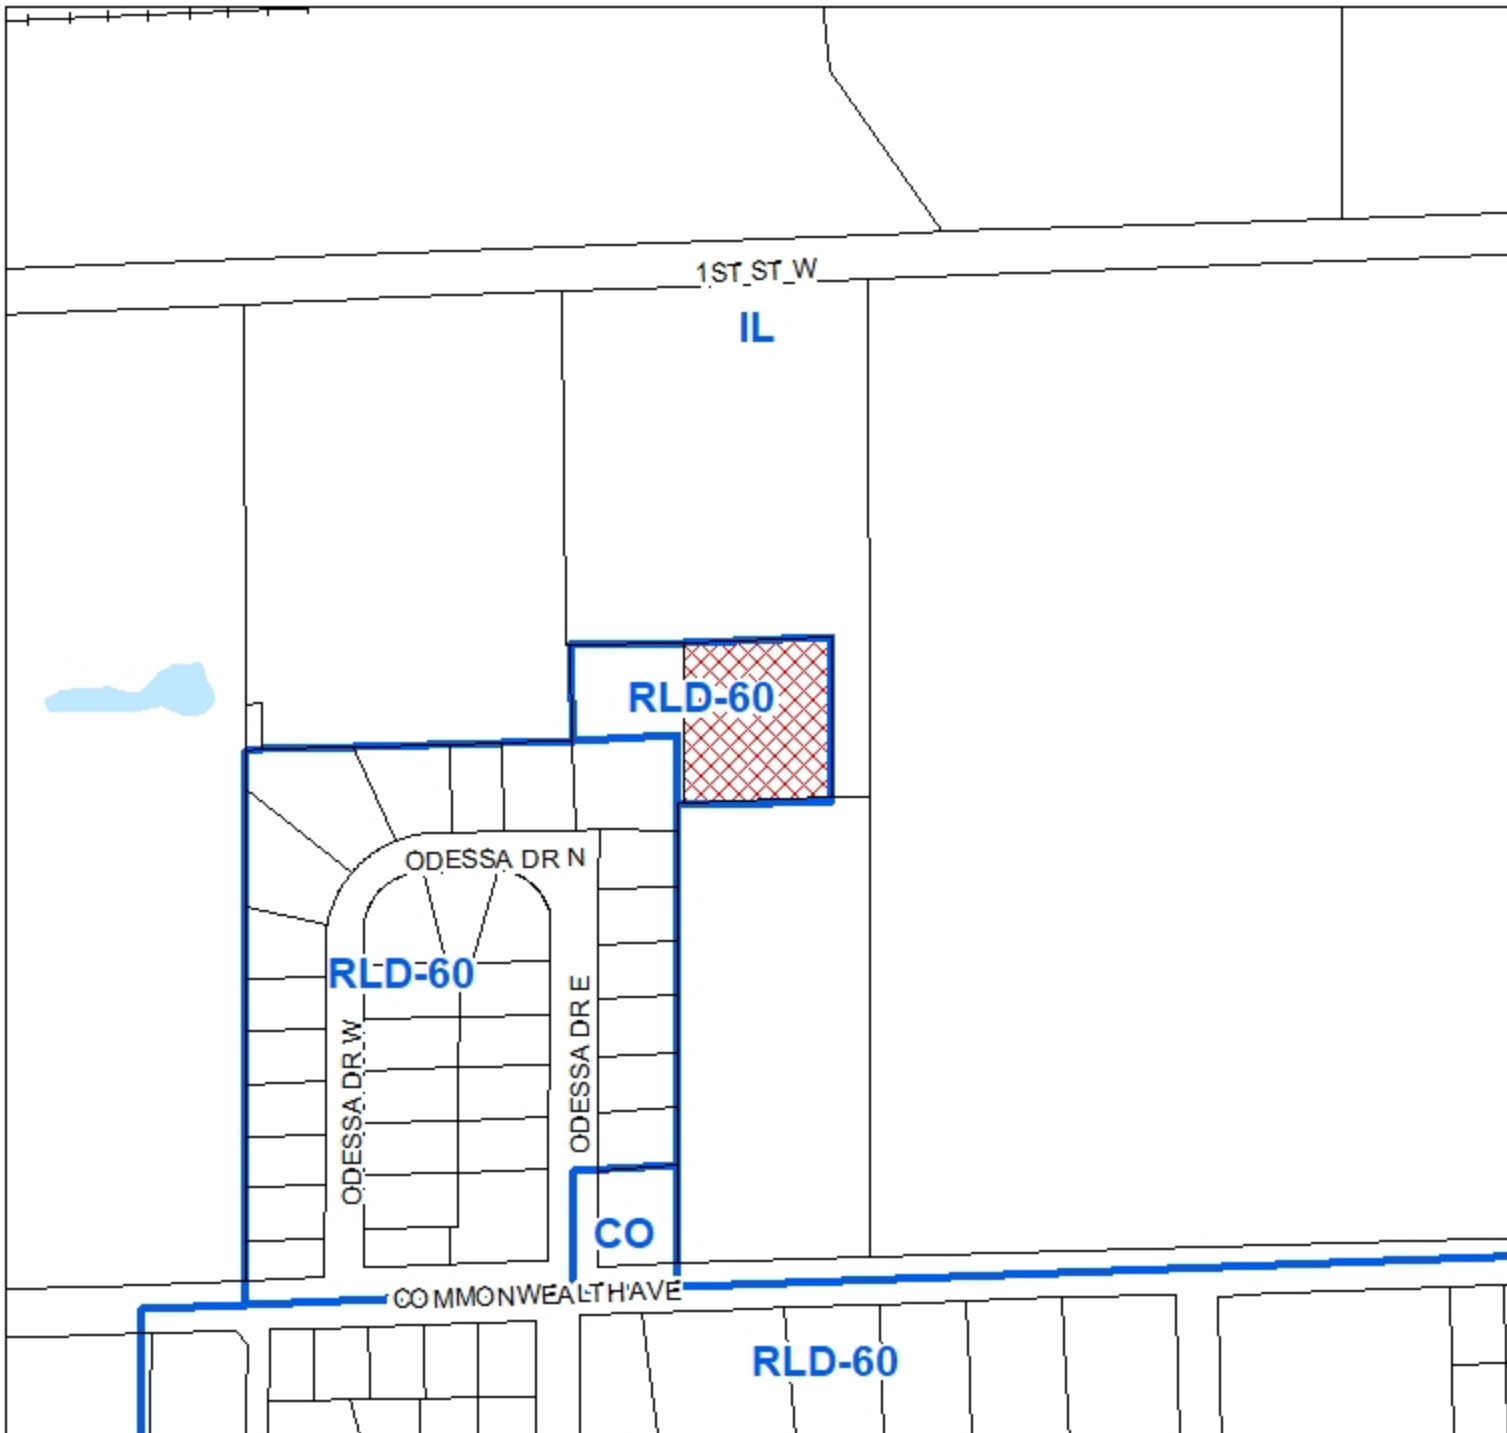 1ST ST W
IL
RLD-60
ODESSA DR N
RLD-60
ODESSA DR W
ODESSA DR E
CO
COMMONWEALTH AVE
RLD-60